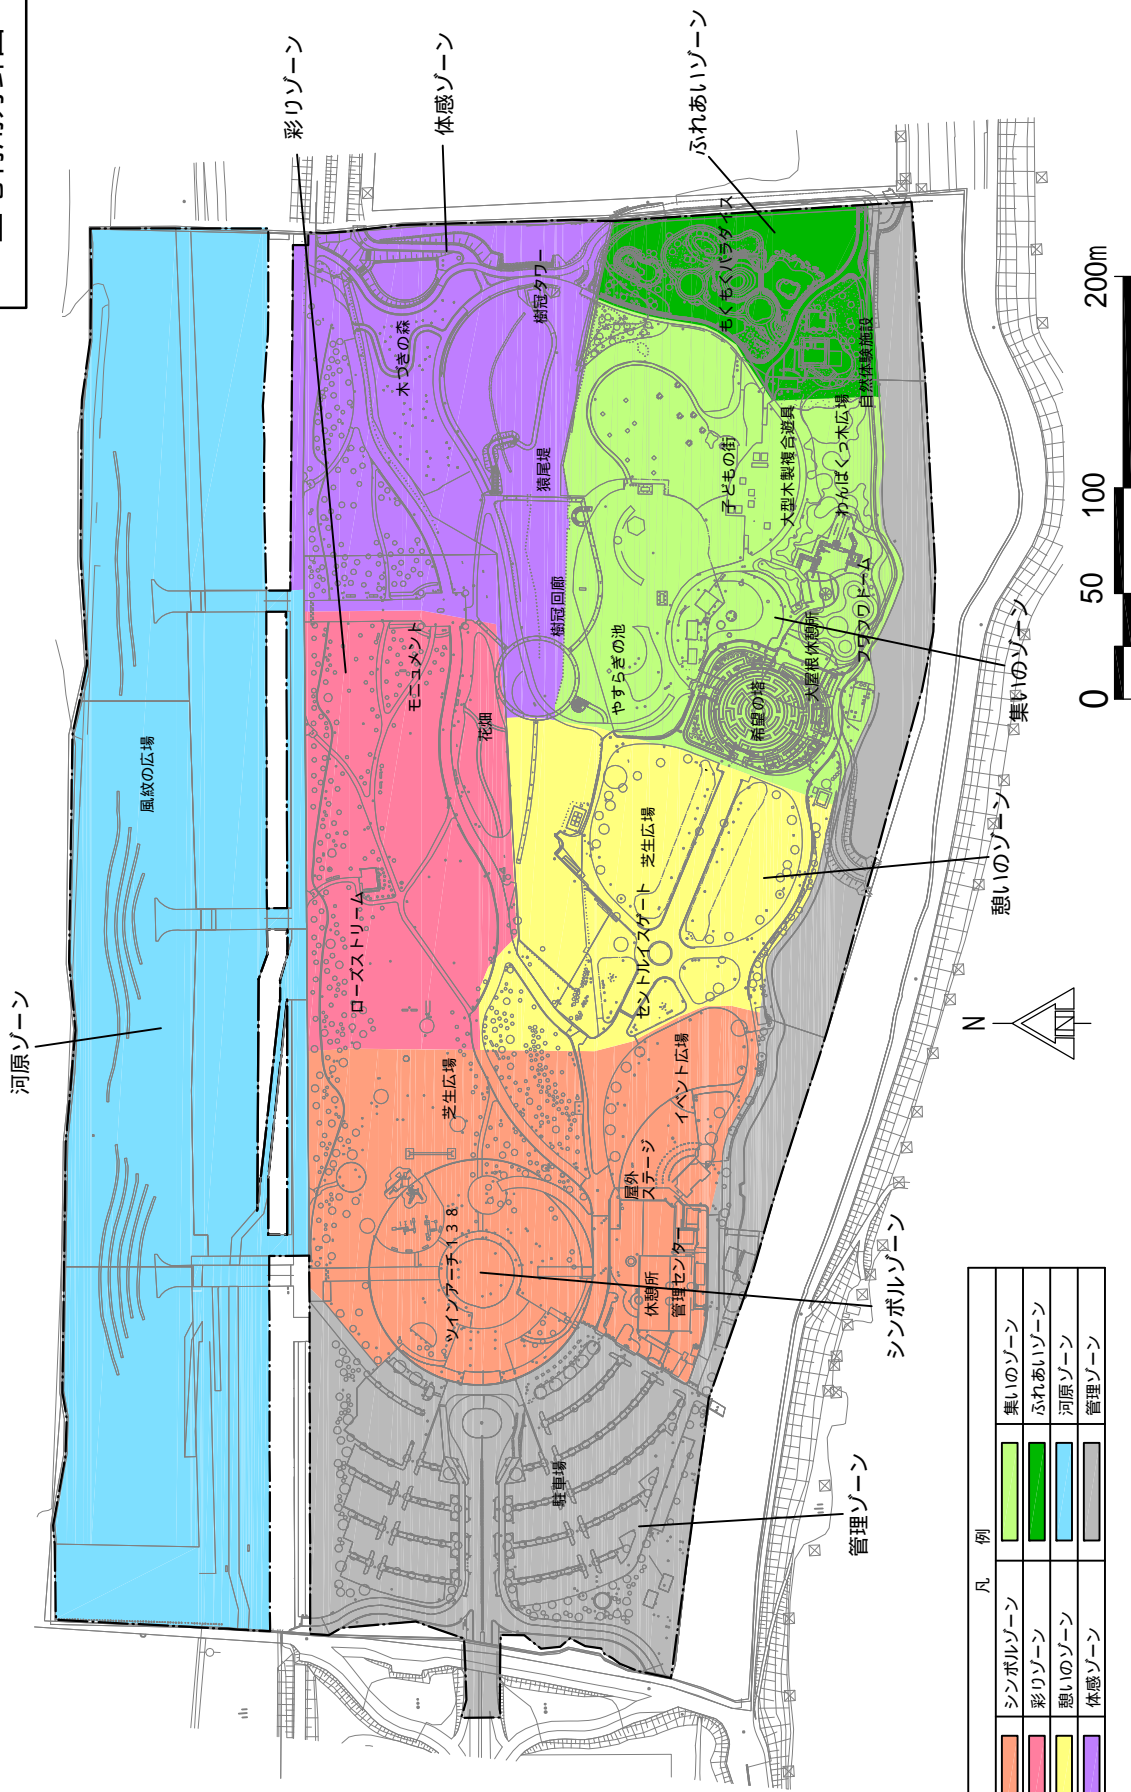 河原ゾーン
彩りゾーン
体感ゾーン
ふれあいゾーン
風紋の広場
木づきの森
樹冠タワー
猿尾堤
樹冠回廊
もくもくパラダイス
自然体験施設
子どもの街
大型木製複合遊具
わんぱくっ木広場
やすらぎの池
希望の塔
大屋根休憩所
フワフワドーム
モニュメント
花畑
ローズストリーム
芝生広場
セントルイスゲート
芝生広場
イベント広場
屋外
ステージ
ツインアーチ138
休憩所
管理センター
駐車場
集いのゾーン
憩いのゾーン
シンボルゾーン
管理ゾーン
N
0 50 100 200m
凡 例
シンボルゾーン 集いのゾーン
彩りゾーン ふれあいゾーン
憩いのゾーン 河原ゾーン
体感ゾーン 管理ゾーン